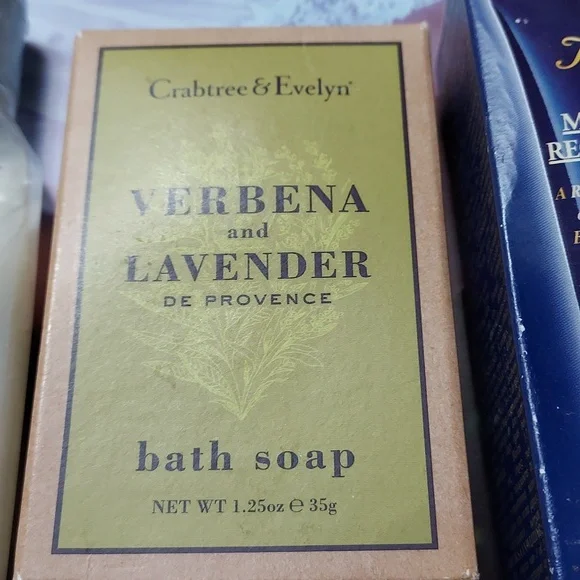 Crabtree & Evelyn
VERBENA
and
LAVENDER
DE PROVENCE
bath soap
NET WT 1.25oz ℮ 35g